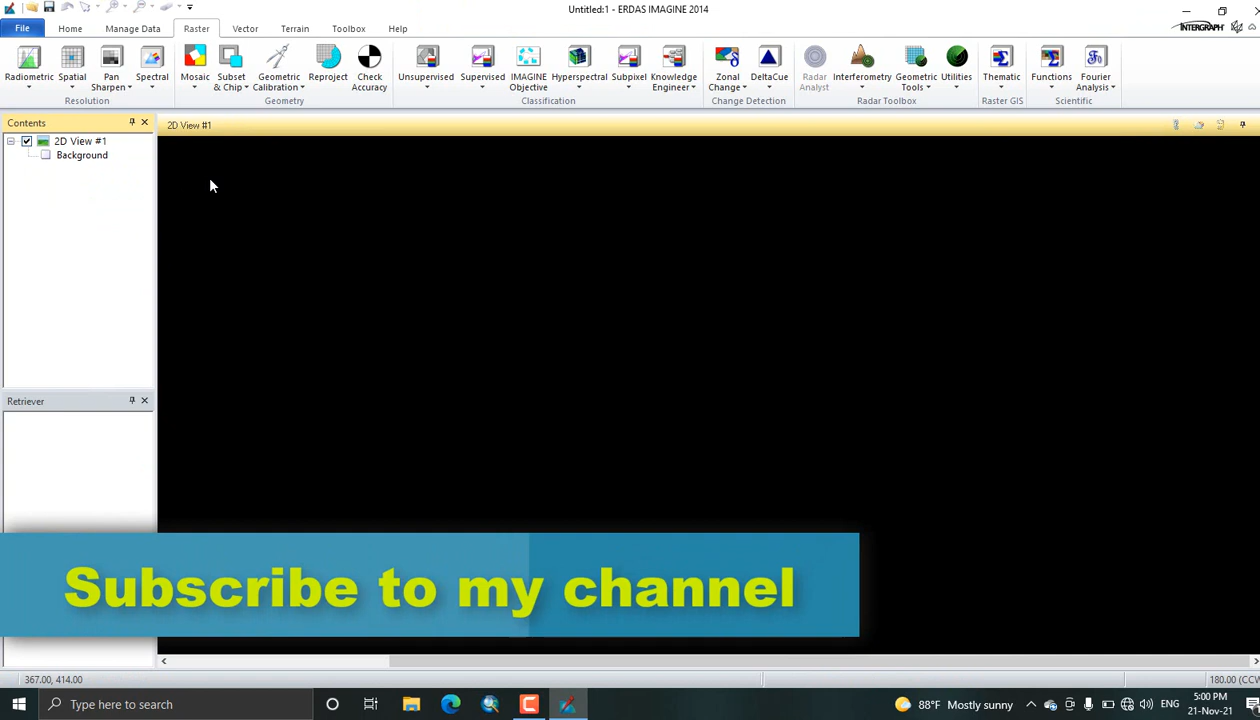 Untitled:1 - ERDAS IMAGINE 2014
File Home Manage Data Raster Vector Terrain Toolbox Help
INTERGRAPH
Radiometric Spatial Pan Sharpen Spectral Mosaic Subset & Chip Geometric Calibration Reproject Check Accuracy Unsupervised Supervised IMAGINE Objective Hyperspectral Subpixel Knowledge Engineer Zonal Change DeltaCue Radar Analyst Interferometry Geometric Tools Utilities Thematic Functions Fourier Analysis
Resolution Geometry Classification Change Detection Radar Toolbox Raster GIS Scientific
Contents
2D View #1
2D View #1
Background
Retriever
Subscribe to my channel
367.00, 414.00
180.00 (CCW
Type here to search
88°F Mostly sunny
ENG
5:00 PM
21-Nov-21